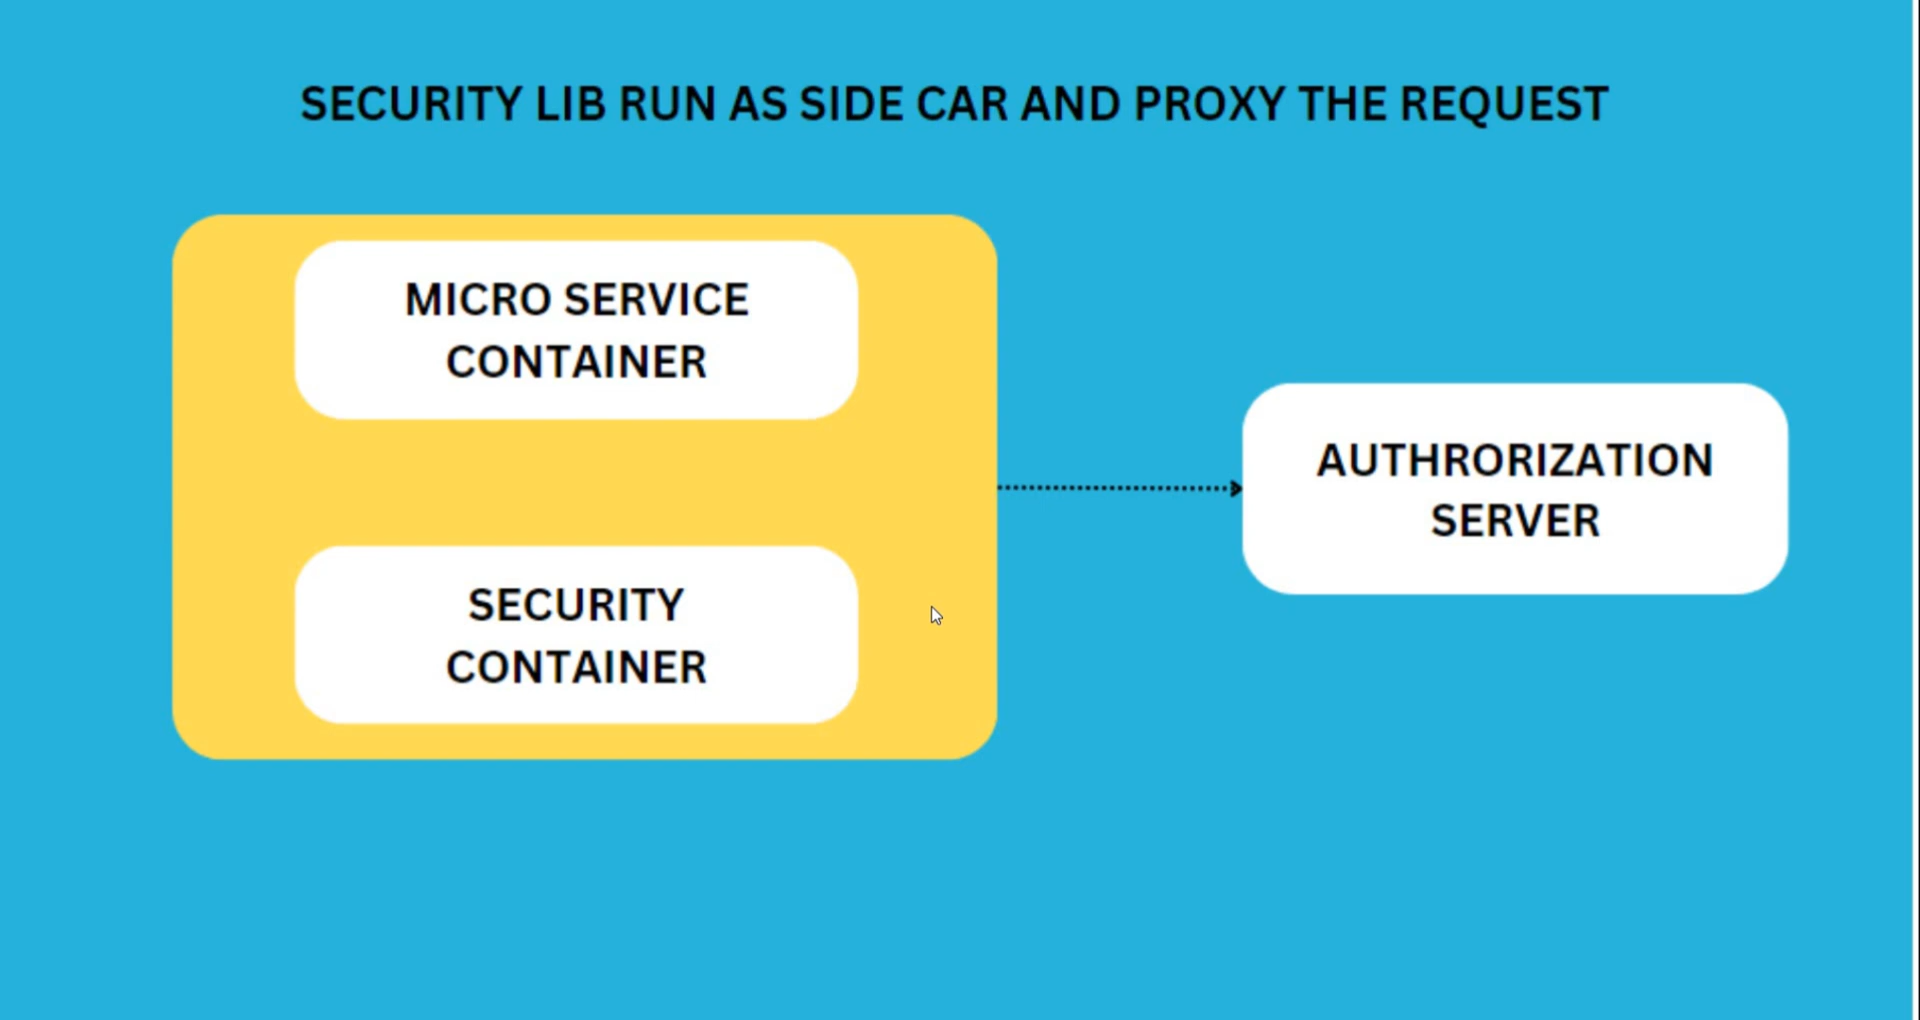 SECURITY LIB RUN AS SIDE CAR AND PROXY THE REQUEST
MICRO SERVICE
CONTAINER
AUTHRORIZATION
SERVER
SECURITY
CONTAINER